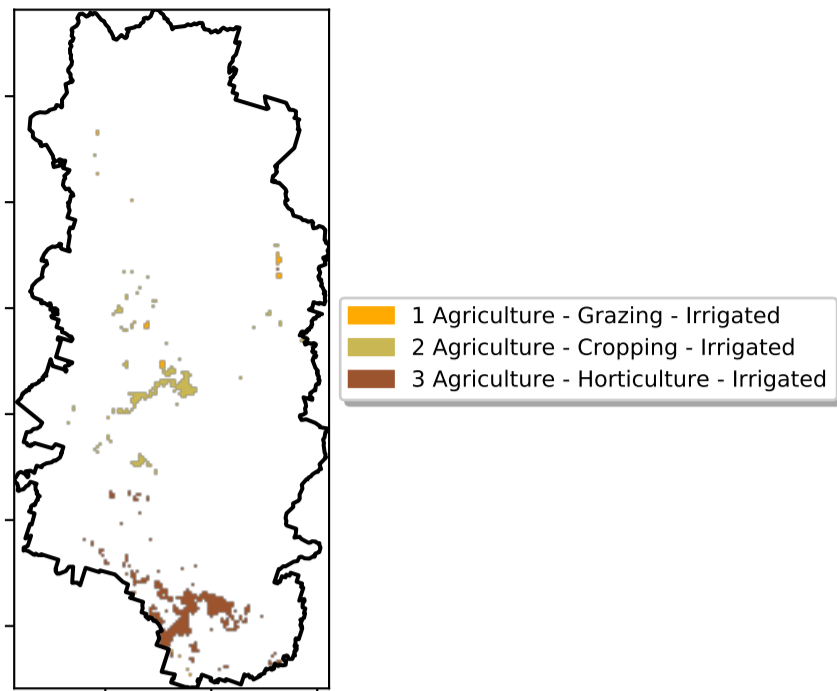 1 Agriculture - Grazing - Irrigated
2 Agriculture - Cropping - Irrigated
3 Agriculture - Horticulture - Irrigated